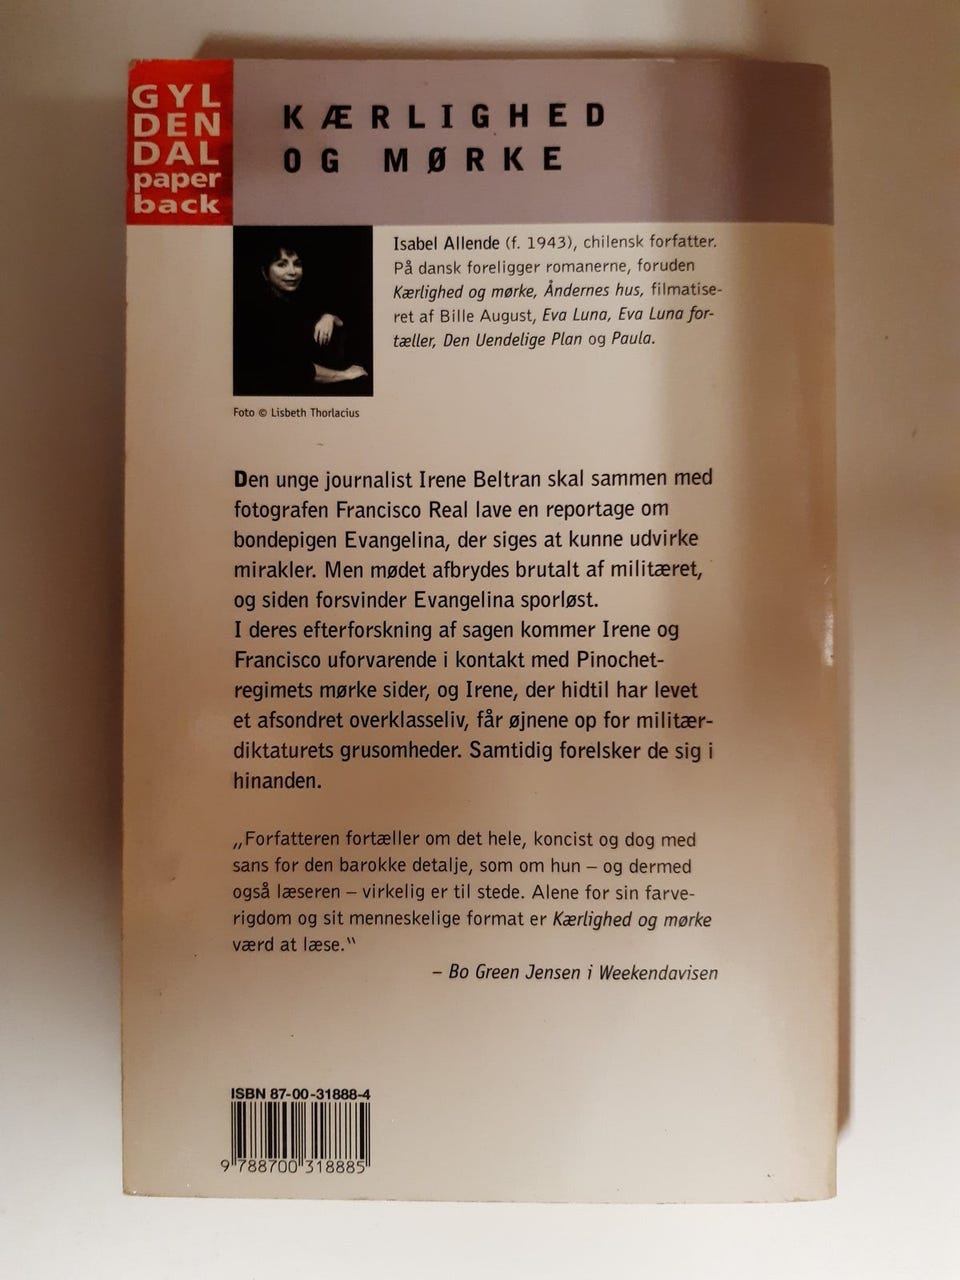 GYL
DEN
DAL
paper
back
KÆRLIGHED
OG MØRKE
Isabel Allende (f. 1943), chilensk forfatter.
På dansk foreligger romanerne, foruden
Kærlighed og mørke, Åndernes hus, filmatise-
ret af Bille August, Eva Luna, Eva Luna for-
tæller, Den Uendelige Plan og Paula.
Foto © Lisbeth Thorlacius
Den unge journalist Irene Beltran skal sammen med
fotografen Francisco Real lave en reportage om
bondepigen Evangelina, der siges at kunne udvirke
mirakler. Men mødet afbrydes brutalt af militæret,
og siden forsvinder Evangelina sporløst.
I deres efterforskning af sagen kommer Irene og
Francisco uforvarende i kontakt med Pinochet-
regimets mørke sider, og Irene, der hidtil har levet
et afsondret overklasseliv, får øjnene op for militær-
diktaturets grusomheder. Samtidig forelsker de sig i
hinanden.
„Forfatteren fortæller om det hele, koncist og dog med
sans for den barokke detalje, som om hun – og dermed
også læseren – virkelig er til stede. Alene for sin farve-
rigdom og sit menneskelige format er Kærlighed og mørke
værd at læse."
– Bo Green Jensen i Weekendavisen
ISBN 87-00-31888-4
9 788700 318885